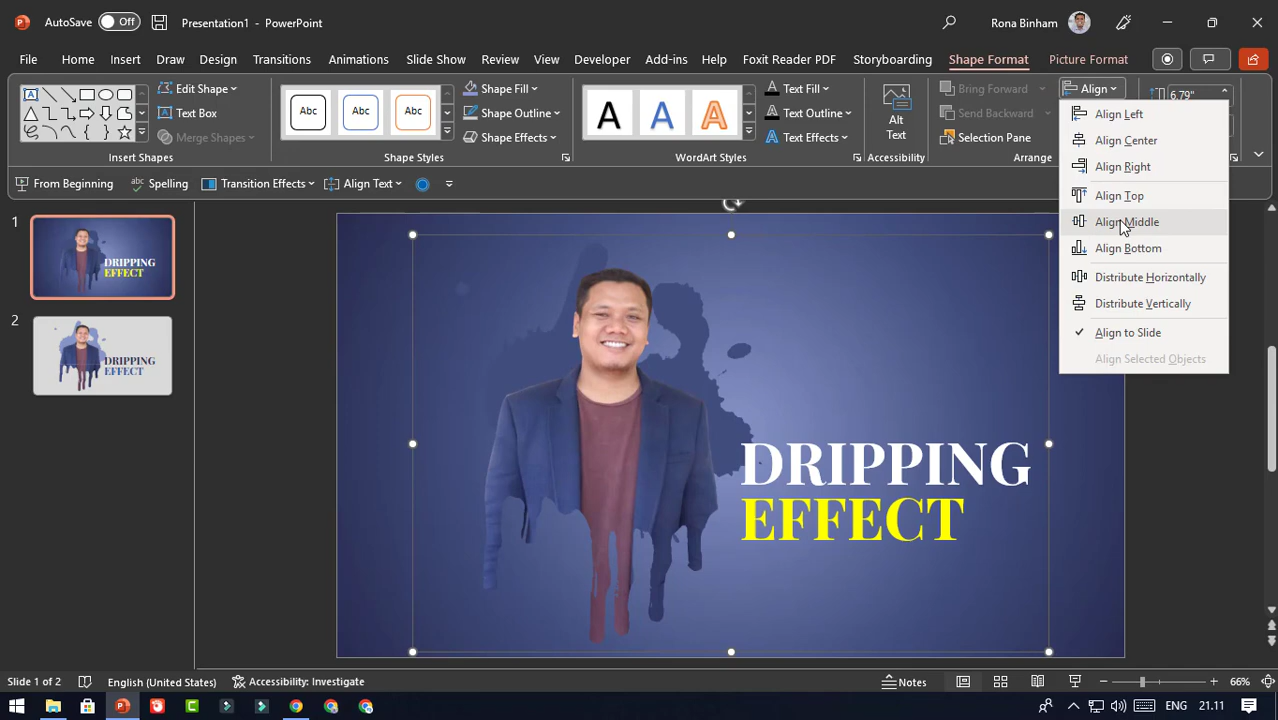 AutoSave Off Presentation1 - PowerPoint Rona Binham
File Home Insert Draw Design Transitions Animations Slide Show Review View Developer Add-ins Help Foxit Reader PDF Storyboarding Shape Format Picture Format
Edit Shape Abc Abc Abc Shape Fill A A A Text Fill Bring Forward Align 6.79"
Text Box Shape Outline Text Outline Alt Text Send Backward
Merge Shapes Shape Effects Text Effects Selection Pane
Insert Shapes Shape Styles WordArt Styles Accessibility Arrange
Align Left
Align Center
Align Right
Align Top
Align Middle
Align Bottom
Distribute Horizontally
Distribute Vertically
Align to Slide
Align Selected Objects
From Beginning abc Spelling Transition Effects Align Text
1
DRIPPING
EFFECT
2
DRIPPING
EFFECT
DRIPPING
EFFECT
Slide 1 of 2 English (United States) Accessibility: Investigate Notes 66%
21.11